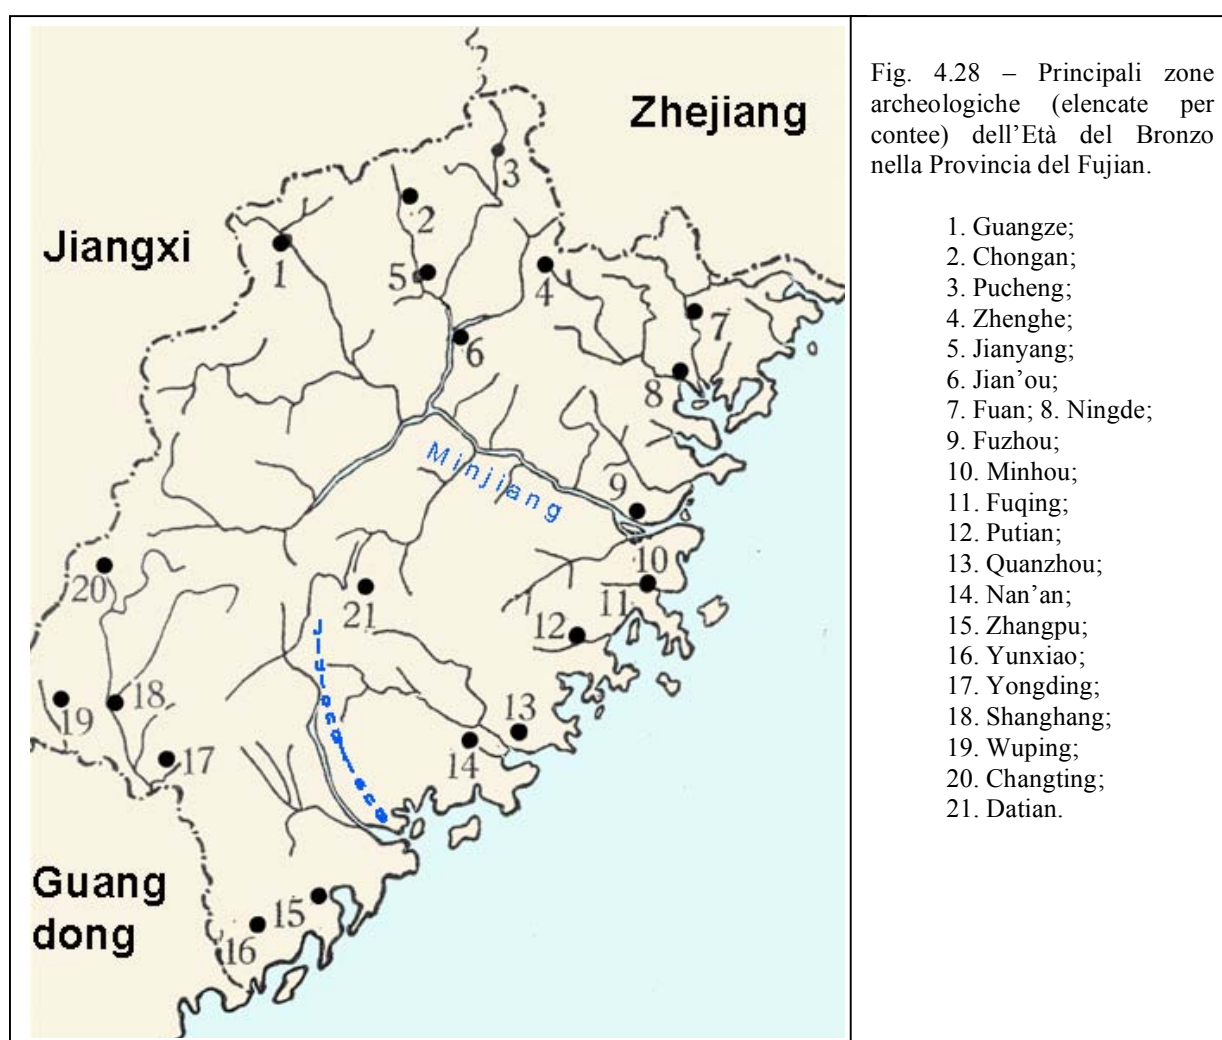 Zhejiang
Jiangxi
3
2
1
5
4
7
6
8
Minjiang
9
10
20
21
11
12
Jiulongjiang
19
18
13
17
14
Guang
dong
15
16
Fig. 4.28 – Principali zone
archeologiche (elencate per
contee) dell’Età del Bronzo
nella Provincia del Fujian.
1. Guangze;
2. Chongan;
3. Pucheng;
4. Zhenghe;
5. Jianyang;
6. Jian’ou;
7. Fuan; 8. Ningde;
9. Fuzhou;
10. Minhou;
11. Fuqing;
12. Putian;
13. Quanzhou;
14. Nan’an;
15. Zhangpu;
16. Yunxiao;
17. Yongding;
18. Shanghang;
19. Wuping;
20. Changting;
21. Datian.